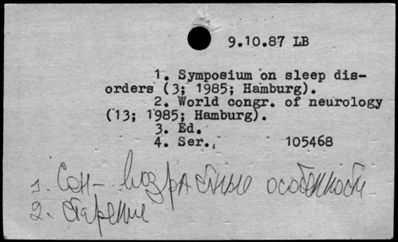 9.10.87 LB
1. Symposium on sleep dis-
orders (3; 1985; Hamburg).
2. World congr. of neurology
(13; 1985; Hamburg).
3. Ed.
4. Ser. 105468
1. Сон - возрастные особенности
2. старение